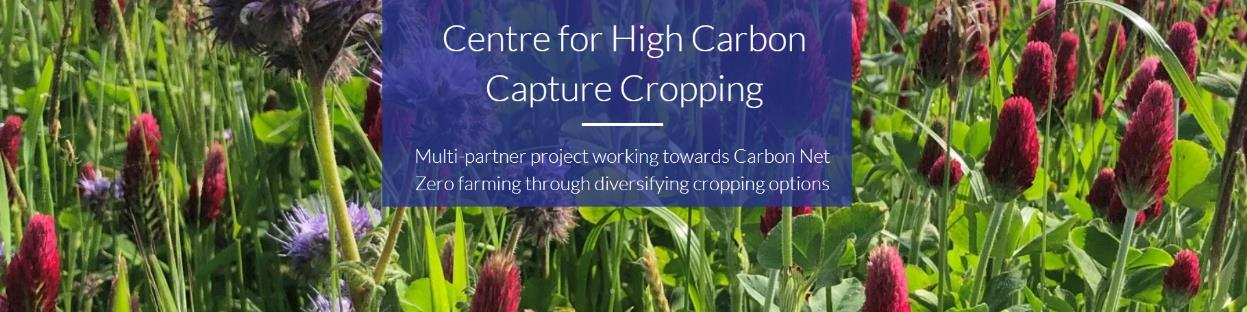 Centre for High Carbon
Capture Cropping
Multi-partner project working towards Carbon Net
Zero farming through diversifying cropping options